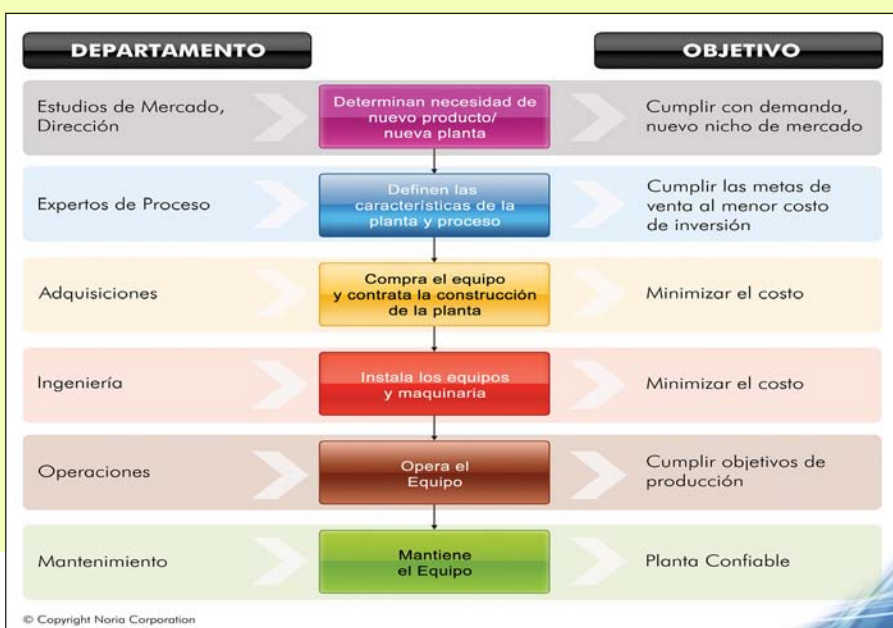 DEPARTAMENTO
OBJETIVO
Estudios de Mercado,
Dirección
Determinan necesidad de
nuevo producto/
nueva planta
Cumplir con demanda,
nuevo nicho de mercado
Expertos de Proceso
Definen las
características de la
planta y proceso
Cumplir las metas de
venta al menor costo
de inversión
Adquisiciones
Compra el equipo
y contrata la construcción
de la planta
Minimizar el costo
Ingeniería
Instala los equipos
y maquinaria
Minimizar el costo
Operaciones
Opera el
Equipo
Cumplir objetivos de
producción
Mantenimiento
Mantiene
el Equipo
Planta Confiable
© Copyright Noria Corporation